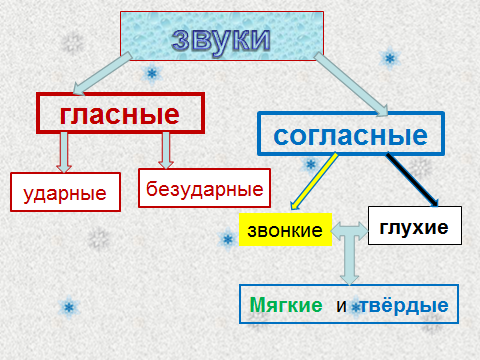 звуки
гласные
согласные
ударные
безударные
звонкие
глухие
Мягкие и твёрдые